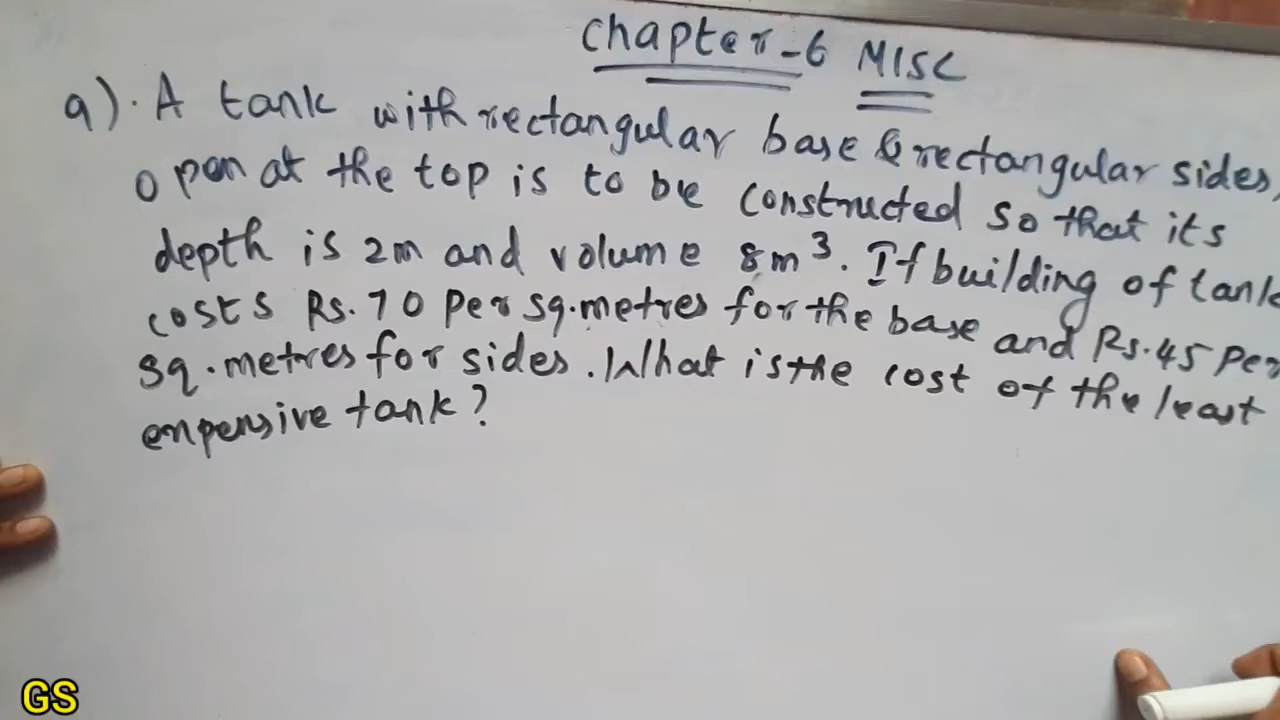 Chapter-6 MISC
9). A tank with rectangular base & rectangular sides,
open at the top is to be constructed so that its
depth is 2m and volume 8m³. If building of tank
costs Rs. 70 per sq.metres for the base and Rs.45 per
sq.metres for sides. What is the cost of the least
enpensive tank?
GS